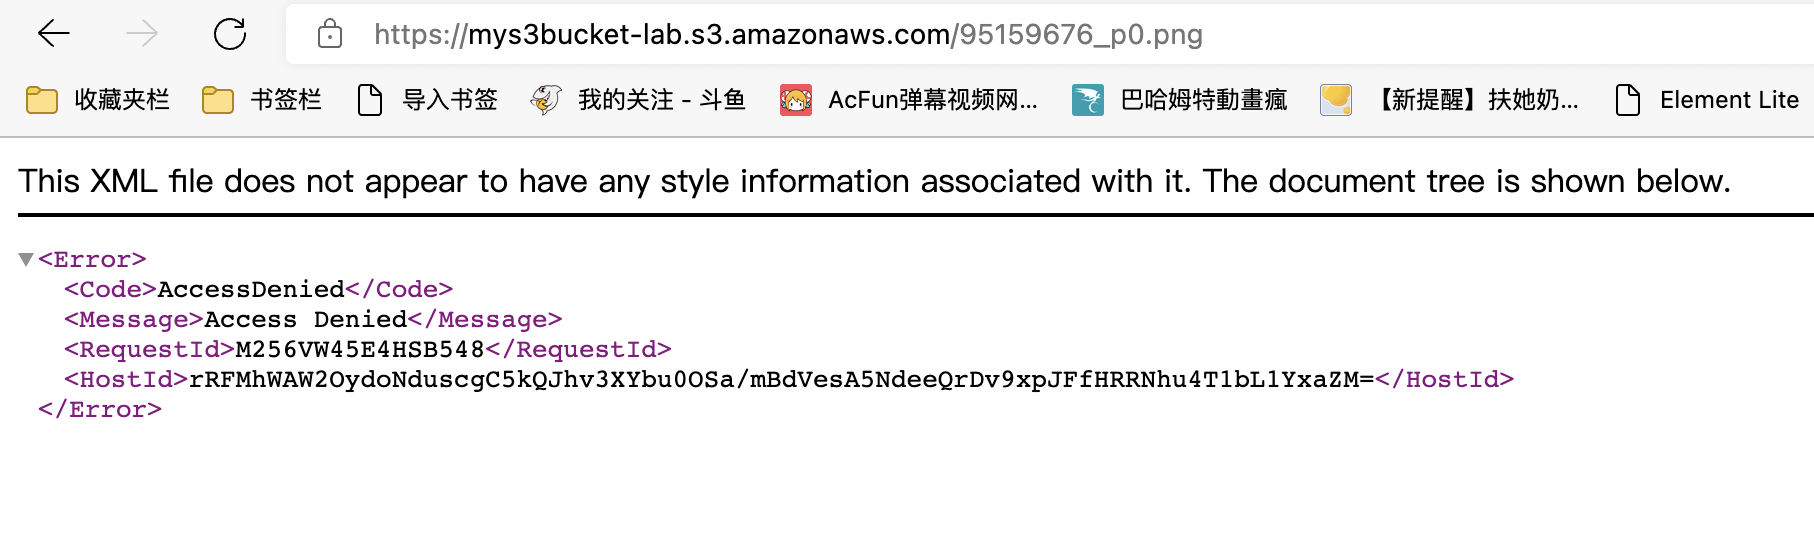 https://mys3bucket-lab.s3.amazonaws.com/95159676_p0.png
收藏夹栏 书签栏 导入书签 我的关注 - 斗鱼 AcFun弹幕视频网... 巴哈姆特動畫瘋 【新提醒】扶她奶... Element Lite
This XML file does not appear to have any style information associated with it. The document tree is shown below.
<Error>
<Code>AccessDenied</Code>
<Message>Access Denied</Message>
<RequestId>M256VW45E4HSB548</RequestId>
<HostId>rRFMhWAW2OydoNduscgC5kQJhv3XYbu0OSa/mBdVesA5NdeeQrDv9xpJFfHRRNhu4T1bL1YxaZM=</HostId>
</Error>